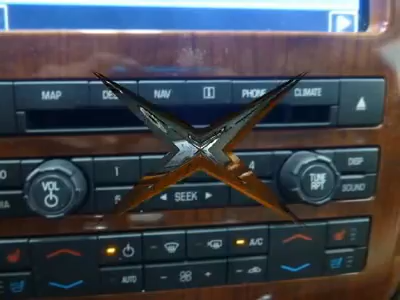 MAP NAV PHONE CLIMATE
1 4 DISP
VOL TUNE
RPT SOUND
SEEK
A/C
AUTO